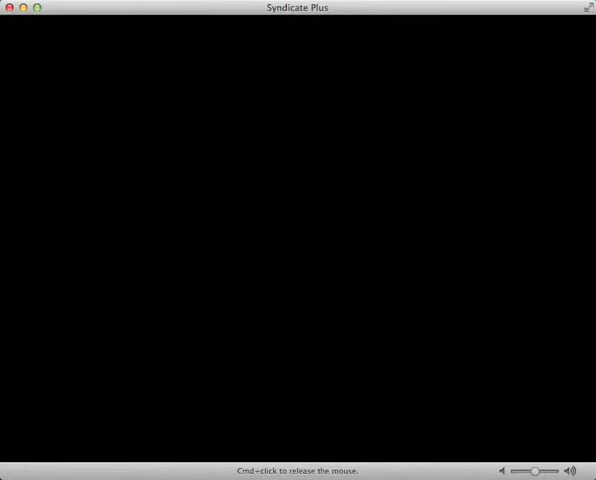 Syndicate Plus
Cmd+click to release the mouse.